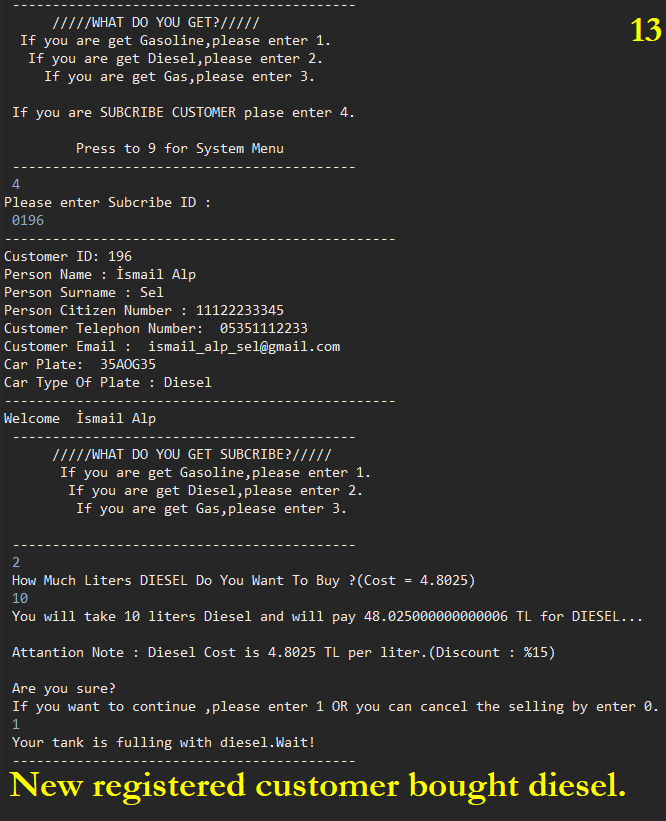 -------------------------------------------
/////WHAT DO YOU GET?/////
13
If you are get Gasoline,please enter 1.
If you are get Diesel,please enter 2.
If you are get Gas,please enter 3.
If you are SUBCRIBE CUSTOMER plase enter 4.
Press to 9 for System Menu
-------------------------------------------
4
Please enter Subcribe ID :
0196
-------------------------------------------------
Customer ID: 196
Person Name : İsmail Alp
Person Surname : Sel
Person Citizen Number : 11122233345
Customer Telephon Number:  05351112233
Customer Email :  ismail_alp_sel@gmail.com
Car Plate:  35AOG35
Car Type Of Plate : Diesel
-------------------------------------------------
Welcome  İsmail Alp
-------------------------------------------
/////WHAT DO YOU GET SUBCRIBE?/////
If you are get Gasoline,please enter 1.
If you are get Diesel,please enter 2.
If you are get Gas,please enter 3.
-------------------------------------------
2
How Much Liters DIESEL Do You Want To Buy ?(Cost = 4.8025)
10
You will take 10 liters Diesel and will pay 48.025000000000006 TL for DIESEL...
Attantion Note : Diesel Cost is 4.8025 TL per liter.(Discount : %15)
Are you sure?
If you want to continue ,please enter 1 OR you can cancel the selling by enter 0.
1
Your tank is fulling with diesel.Wait!
-------------------------------------------
New registered customer bought diesel.